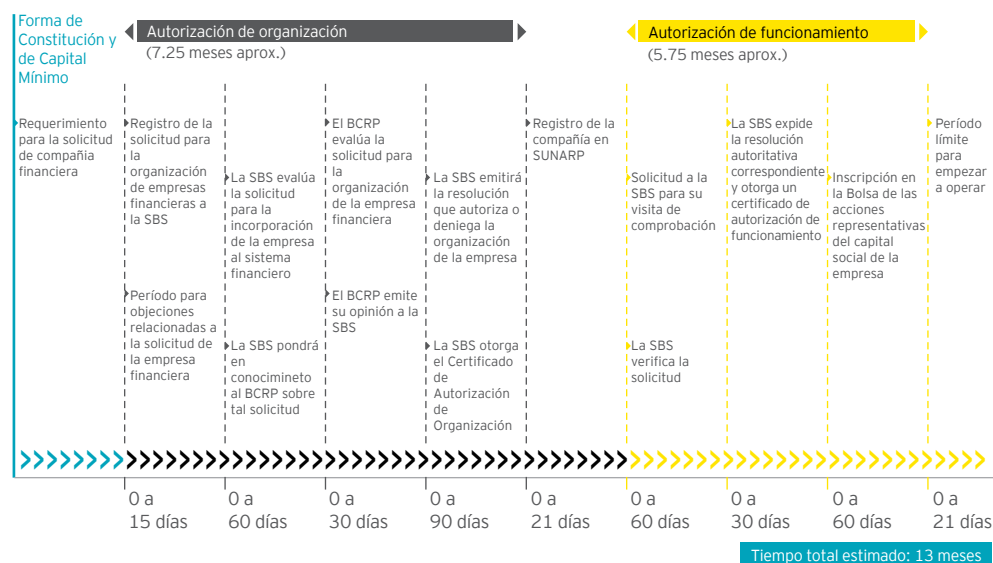 Forma de
Constitución y
de Capital
Mínimo
Autorización de organización
(7.25 meses aprox.)
Autorización de funcionamiento
(5.75 meses aprox.)
Requerimiento
para la solicitud
de compañia
financiera
Registro de la
solicitud para
la
organización
de empresas
financieras a
la SBS
Período para
objeciones
relacionadas a
la solicitud de
la empresa
financiera
La SBS evalúa
la solicitud
para la
incorporación
de la empresa
al sistema
financiero
La SBS pondrá
en
conocimineto
al BCRP sobre
tal solicitud
El BCRP
evalúa la
solicitud para
la
organización
de la empresa
financiera
El BCRP emite
su opinión a la
SBS
La SBS emitirá
la resolución
que autoriza o
deniega la
organización
de la empresa
La SBS otorga
el Certificado
de
Autorización
de
Organización
Registro de la
compañía en
SUNARP
Solicitud a la
SBS para su
visita de
comprobación
La SBS
verifica la
solicitud
La SBS expide
la resolución
autoritativa
correspondiente
y otorga un
certificado de
autorización de
funcionamiento
Inscripción en
la Bolsa de las
acciones
representativas
del capital
social de la
empresa
Período
límite
para
empezar
a operar
0 a
15 días
0 a
60 días
0 a
30 días
0 a
90 días
0 a
21 días
0 a
60 días
0 a
30 días
0 a
60 días
0 a
21 días
Tiempo total estimado: 13 meses